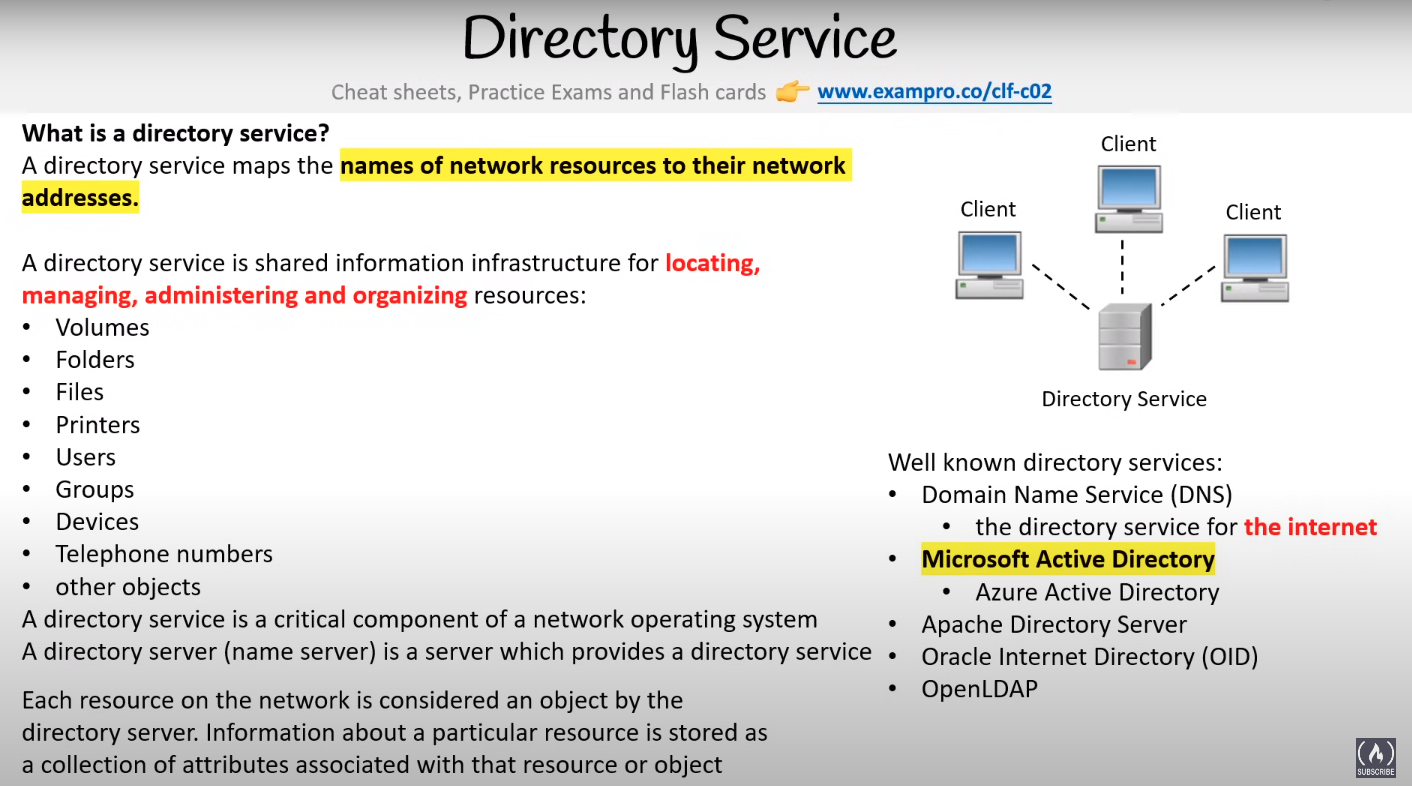 Directory Service
Cheat sheets, Practice Exams and Flash cards 👉 www.exampro.co/clf-c02
What is a directory service?
A directory service maps the names of network resources to their network
addresses.
A directory service is shared information infrastructure for locating,
managing, administering and organizing resources:
• Volumes
• Folders
• Files
• Printers
• Users
• Groups
• Devices
• Telephone numbers
• other objects
A directory service is a critical component of a network operating system
A directory server (name server) is a server which provides a directory service
Each resource on the network is considered an object by the
directory server. Information about a particular resource is stored as
a collection of attributes associated with that resource or object
Client
Client
Client
Directory Service
Well known directory services:
• Domain Name Service (DNS)
• the directory service for the internet
• Microsoft Active Directory
• Azure Active Directory
• Apache Directory Server
• Oracle Internet Directory (OID)
• OpenLDAP
SUBSCRIBE